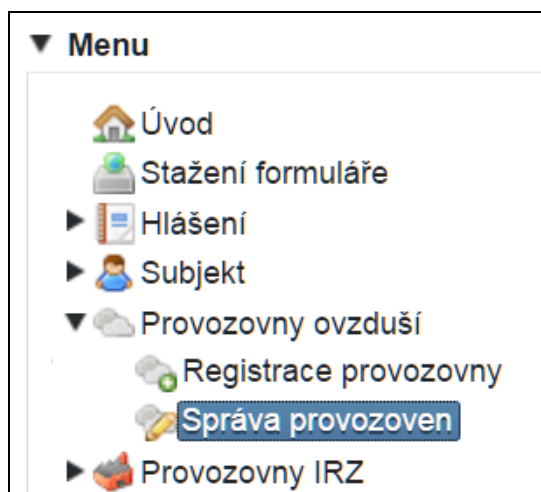 Menu
Úvod
Stažení formuláře
Hlášení
Subjekt
Provozovny ovzduší
Registrace provozovny
Správa provozoven
Provozovny IRZ